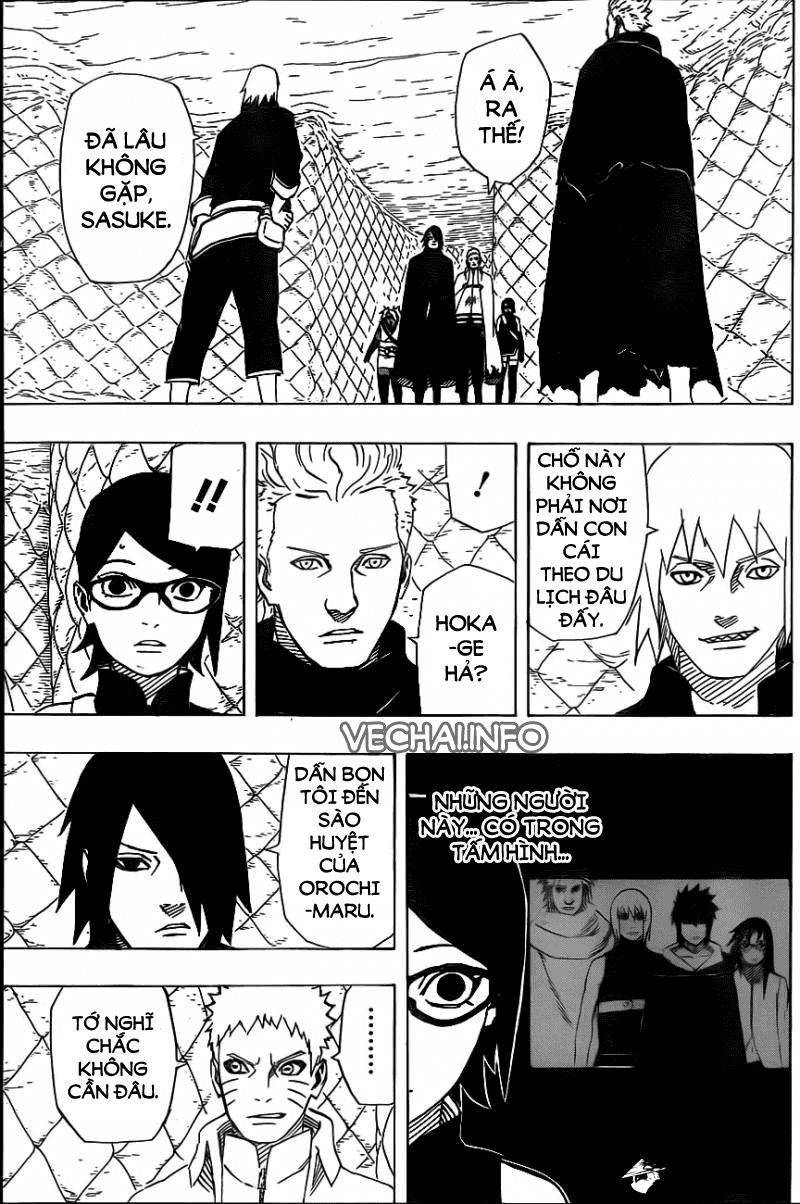 Á À,
RA
THẾ!
ĐÃ LÂU
KHÔNG
GẶP,
SASUKE.
CHỖ NÀY
KHÔNG
PHẢI NƠI
DẪN CON
CÁI
THEO DU
LỊCH ĐÂU
ĐẤY.
!
HOKA
-GE
HẢ?
!!
VECHAI.INFO
NHỮNG NGƯỜI
NÀY... CÓ TRONG
TẤM HÌNH...
DẪN BỌN
TÔI ĐẾN
SÀO
HUYỆT
CỦA
OROCHI
-MARU.
.........
TỚ NGHĨ
CHẮC
KHÔNG
CẦN ĐÂU.